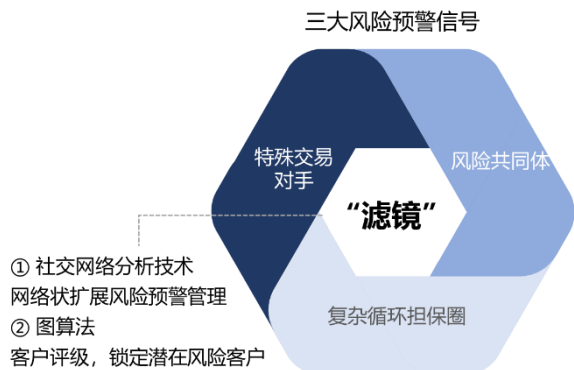 三大风险预警信号
特殊交易
对手
风险共同体
“滤镜”
复杂循环担保圈
① 社交网络分析技术
网络状扩展风险预警管理
② 图算法
客户评级，锁定潜在风险客户